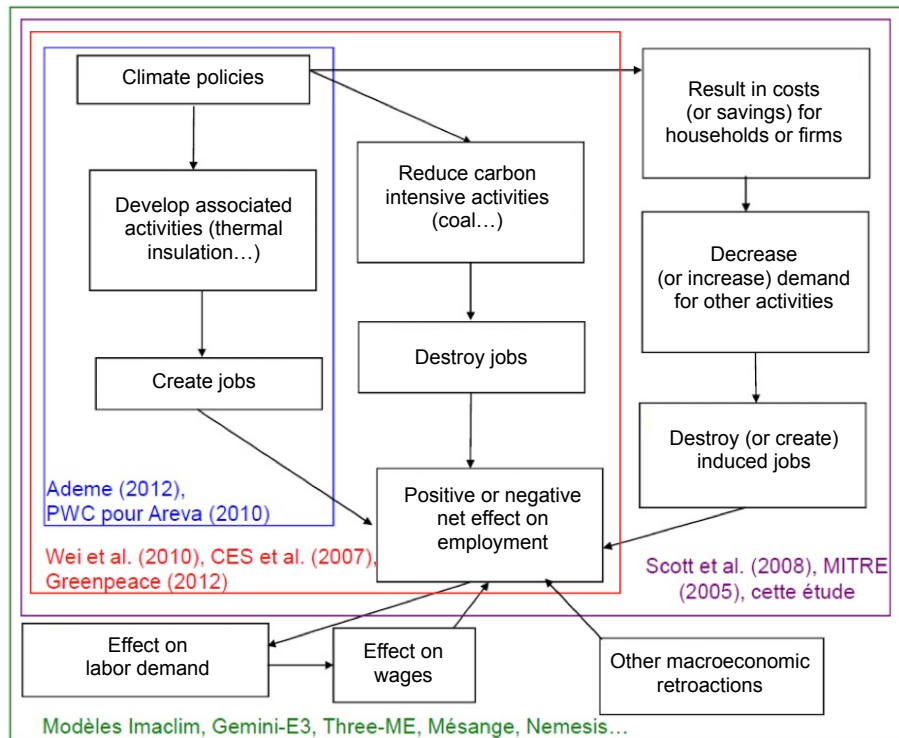 Climate policies
Develop associated
activities (thermal
insulation…)
Create jobs
Ademe (2012),
PWC pour Areva (2010)
Reduce carbon
intensive activities
(coal…)
Destroy jobs
Positive or negative
net effect on
employment
Wei et al. (2010), CES et al. (2007),
Greenpeace (2012)
Result in costs
(or savings) for
households or firms
Decrease
(or increase) demand
for other activities
Destroy (or create)
induced jobs
Scott et al. (2008), MITRE
(2005), cette étude
Effect on
labor demand
Effect on
wages
Other macroeconomic
retroactions
Modèles Imaclim, Gemini-E3, Three-ME, Mésange, Nemesis…